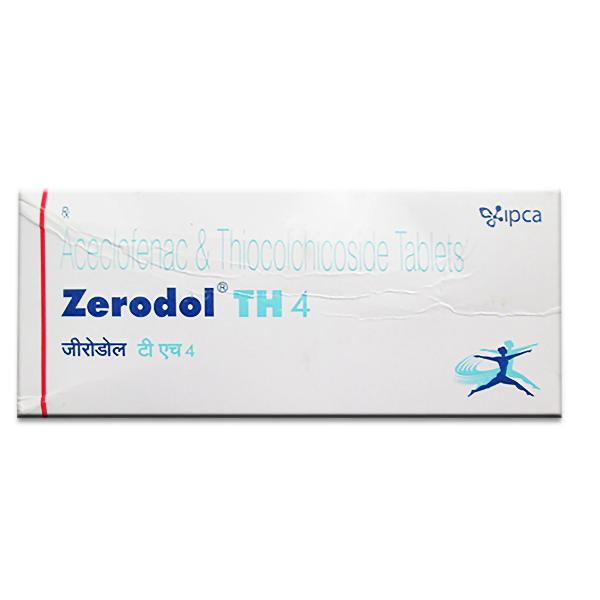 ℞
ipca
Aceclofenac & Thiocolchicoside Tablets
Zerodol® TH 4
जीरोडोल टी एच 4